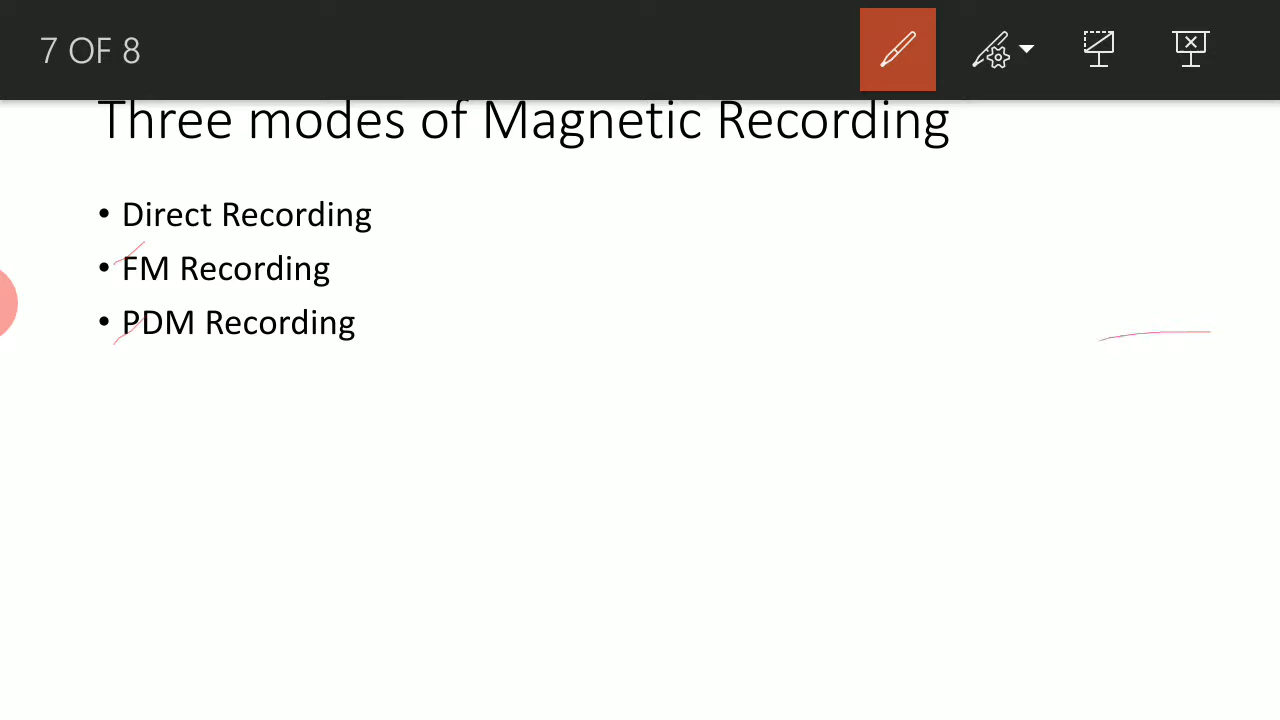 7 OF 8
Three modes of Magnetic Recording
• Direct Recording
• FM Recording
• PDM Recording